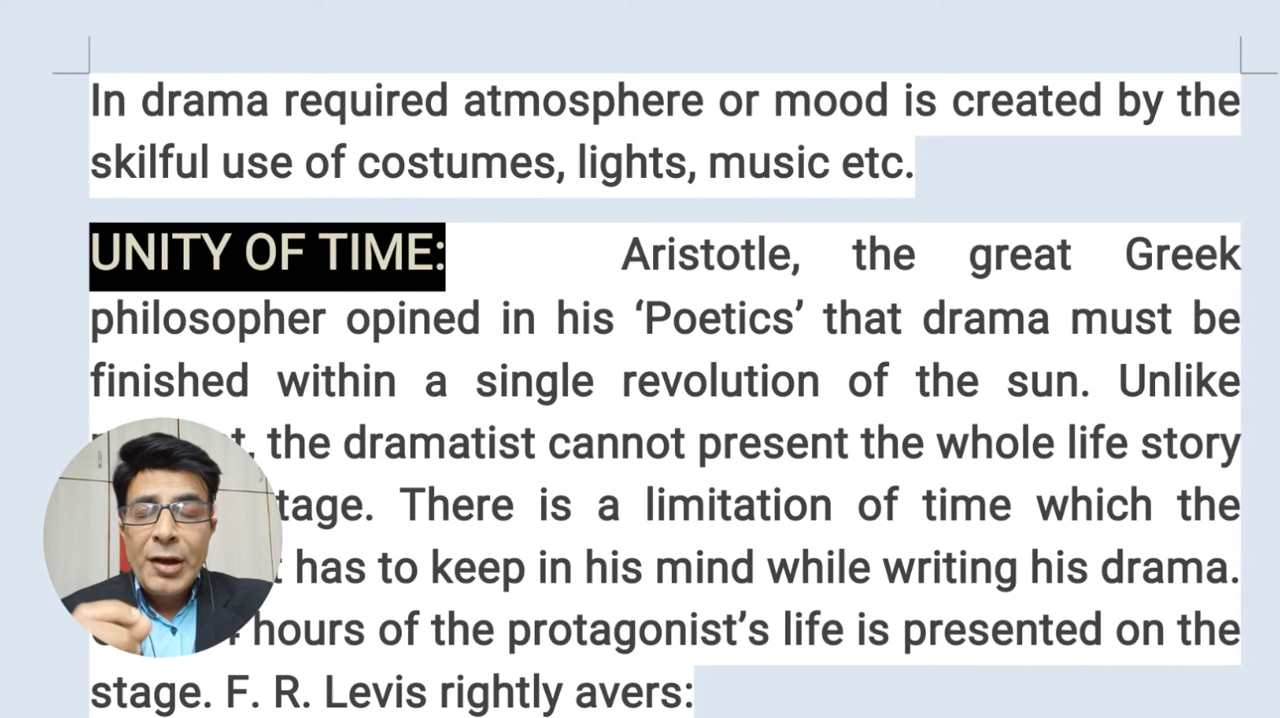 In drama required atmosphere or mood is created by the
skilful use of costumes, lights, music etc.
UNITY OF TIME: Aristotle, the great Greek
philosopher opined in his ‘Poetics’ that drama must be
finished within a single revolution of the sun. Unlike
the dramatist cannot present the whole life story
There is a limitation of time which the
has to keep in his mind while writing his drama.
hours of the protagonist’s life is presented on the
stage. F. R. Levis rightly avers: